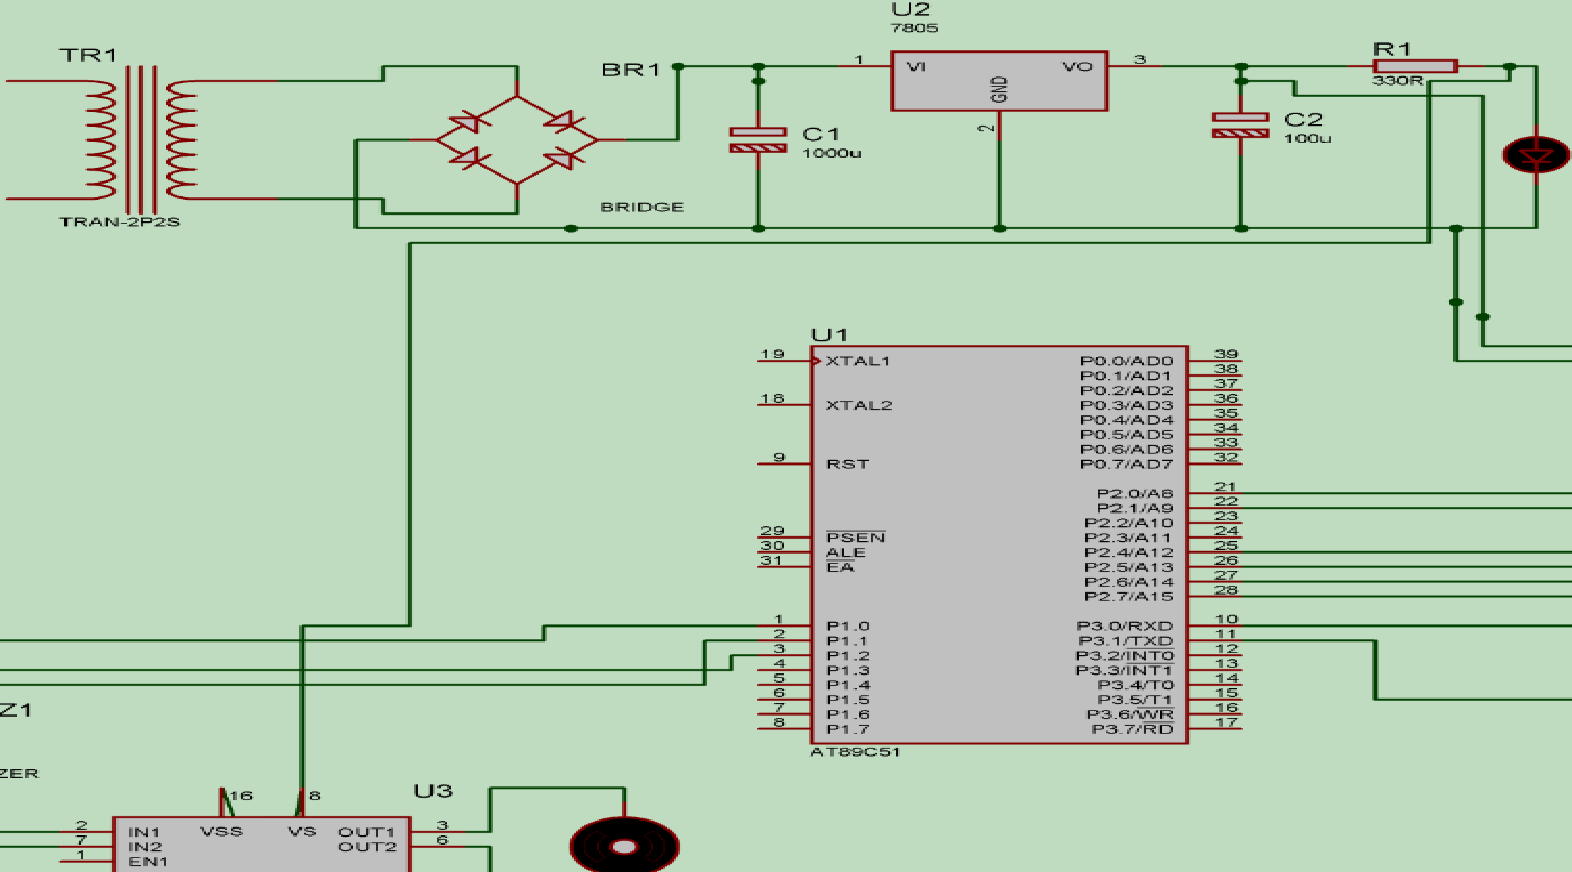 U2
7805
TR1
BR1
1
VI
VO
GND
2
3
R1
330R
C1
1000u
C2
100u
BRIDGE
TRAN-2P2S
U1
19 XTAL1 P0.0/AD0 39
P0.1/AD1 38
P0.2/AD2 37
18 XTAL2 P0.3/AD3 36
P0.4/AD4 35
P0.5/AD5 34
P0.6/AD6 33
9 RST P0.7/AD7 32
P2.0/A8 21
P2.1/A9 22
P2.2/A10 23
29 PSEN P2.3/A11 24
30 ALE P2.4/A12 25
31 EA P2.5/A13 26
P2.6/A14 27
P2.7/A15 28
1 P1.0 P3.0/RXD 10
2 P1.1 P3.1/TXD 11
3 P1.2 P3.2/INT0 12
4 P1.3 P3.3/INT1 13
5 P1.4 P3.4/T0 14
6 P1.5 P3.5/T1 15
7 P1.6 P3.6/WR 16
8 P1.7 P3.7/RD 17
AT89C51
Z1
ZER
16
8
U3
2 IN1 VSS VS OUT1 3
7 IN2 OUT2 6
1 EN1